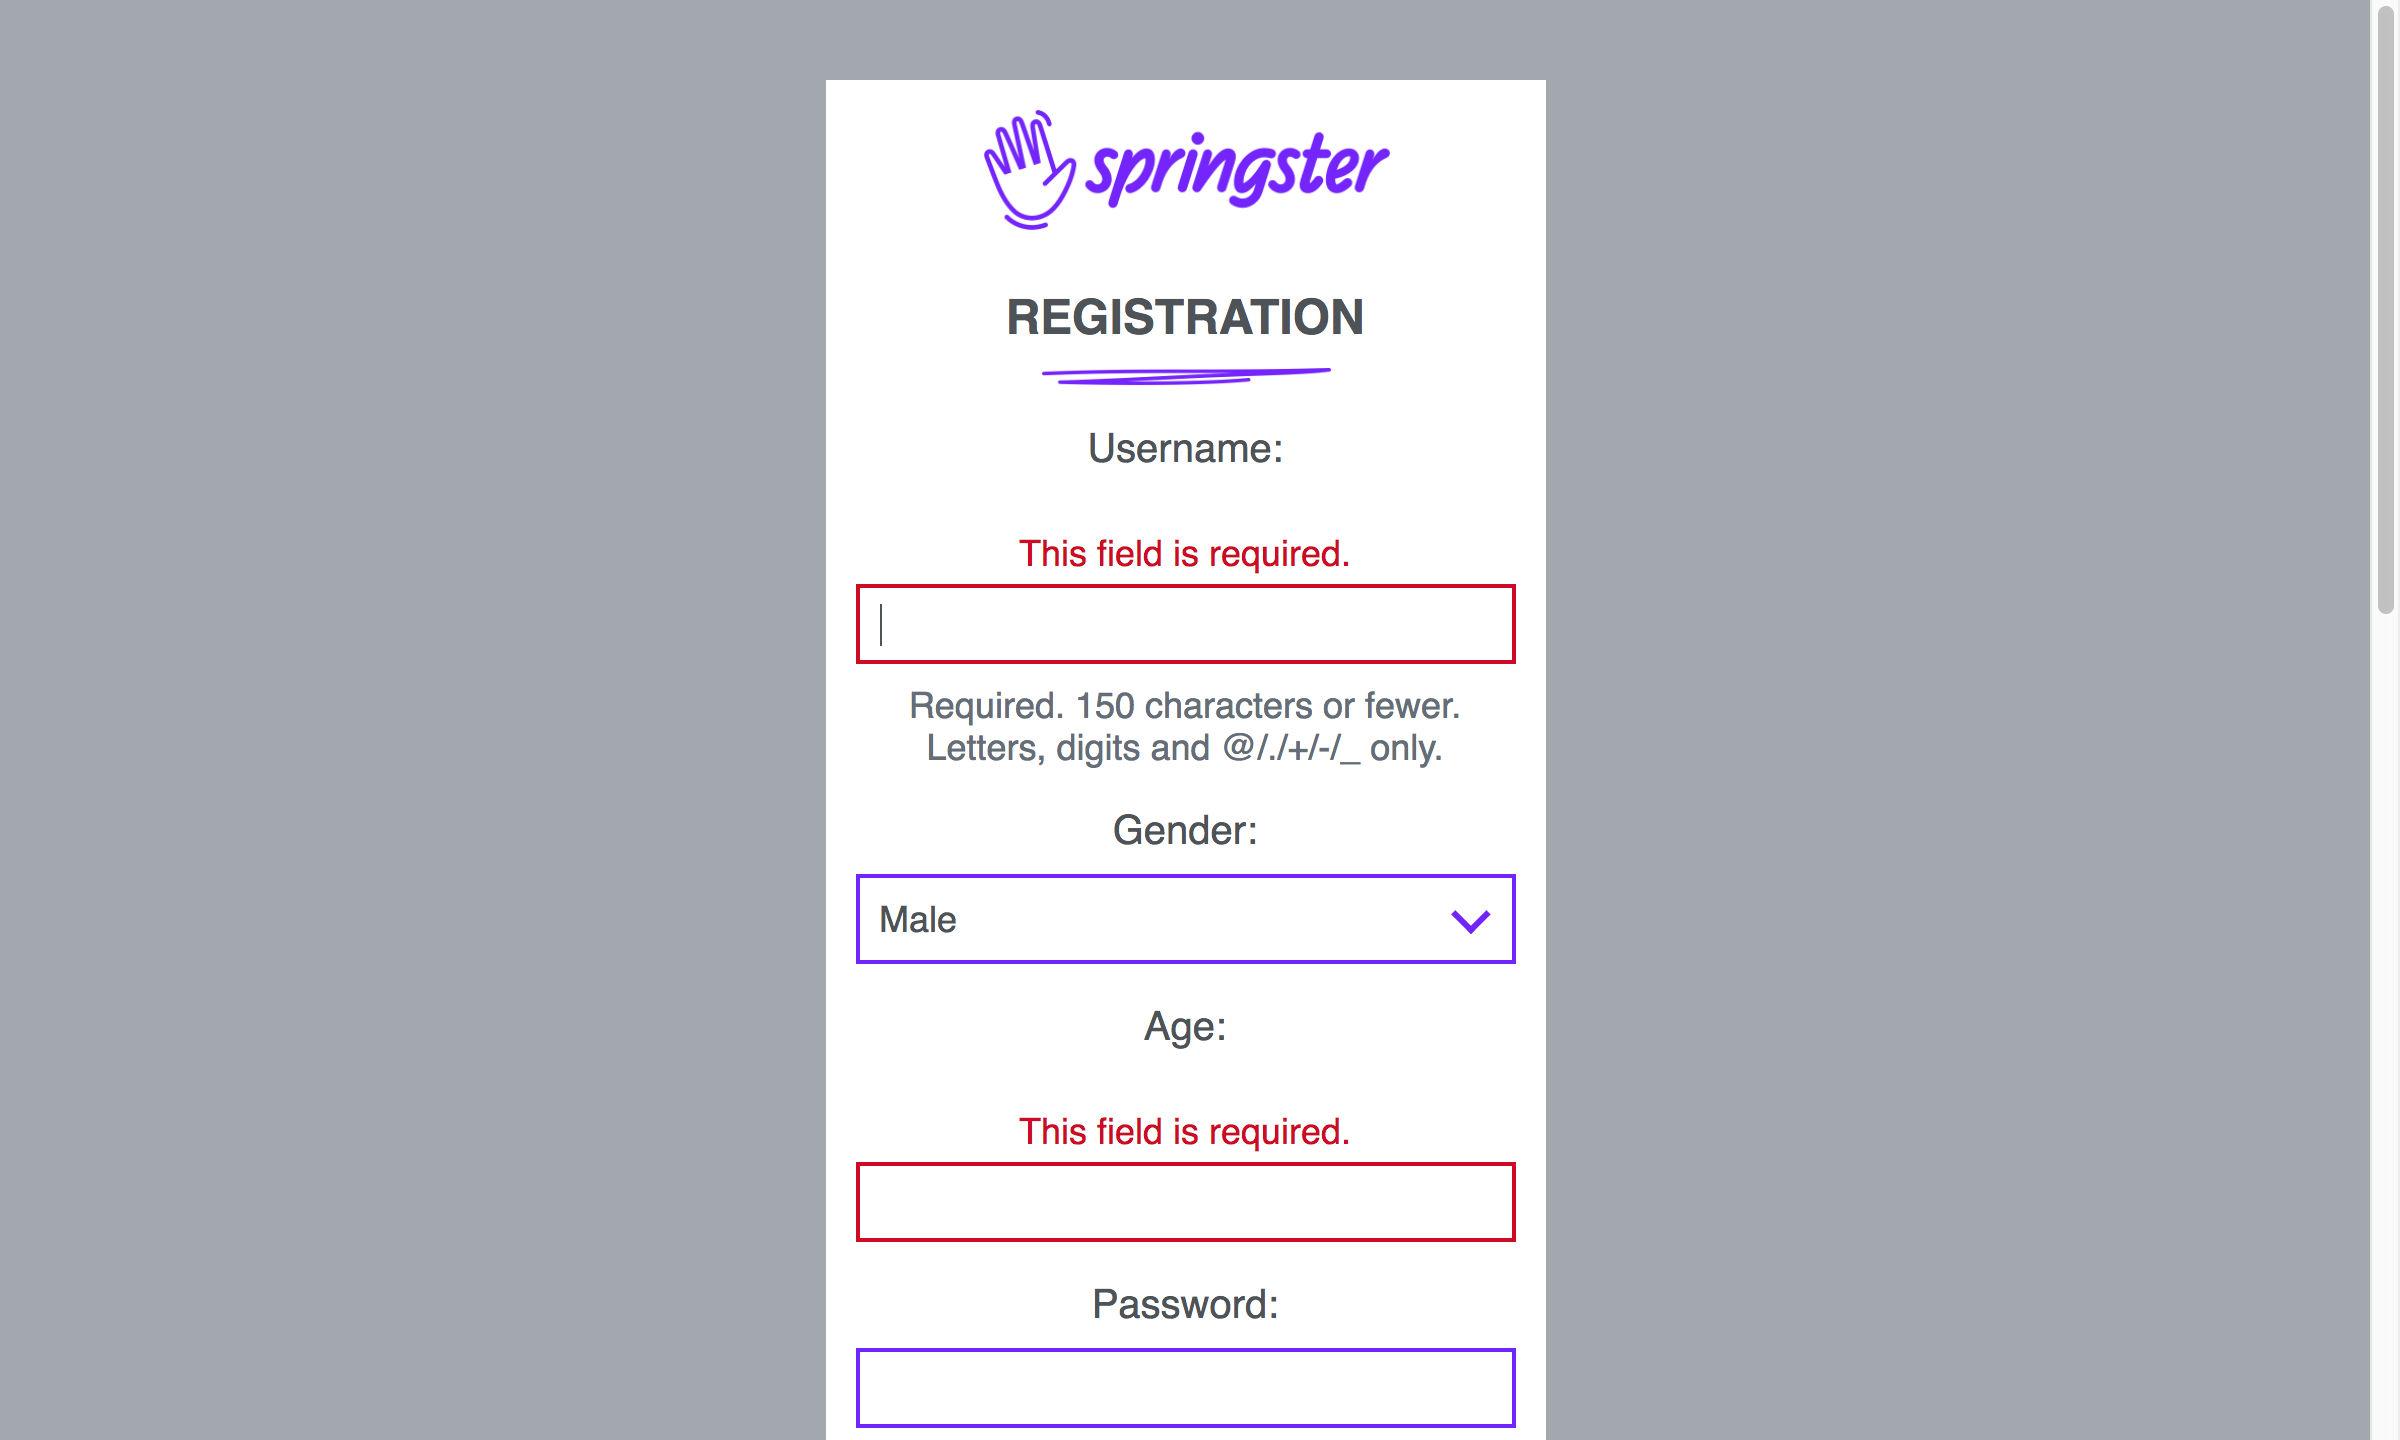 springster
REGISTRATION
Username:
This field is required.
Required. 150 characters or fewer.
Letters, digits and @/./+/-/_ only.
Gender:
Male
Age:
This field is required.
Password: